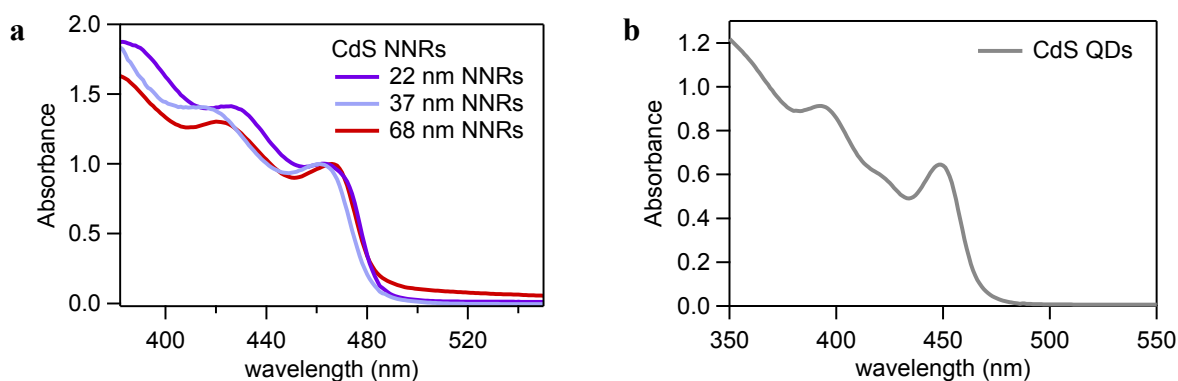 a
2.0
1.5
1.0
0.5
0.0
Absorbance
CdS NNRs
22 nm NNRs
37 nm NNRs
68 nm NNRs
400 440 480 520
wavelength (nm)
b
1.2
1.0
0.8
0.6
0.4
0.2
0.0
Absorbance
CdS QDs
350 400 450 500 550
wavelength (nm)